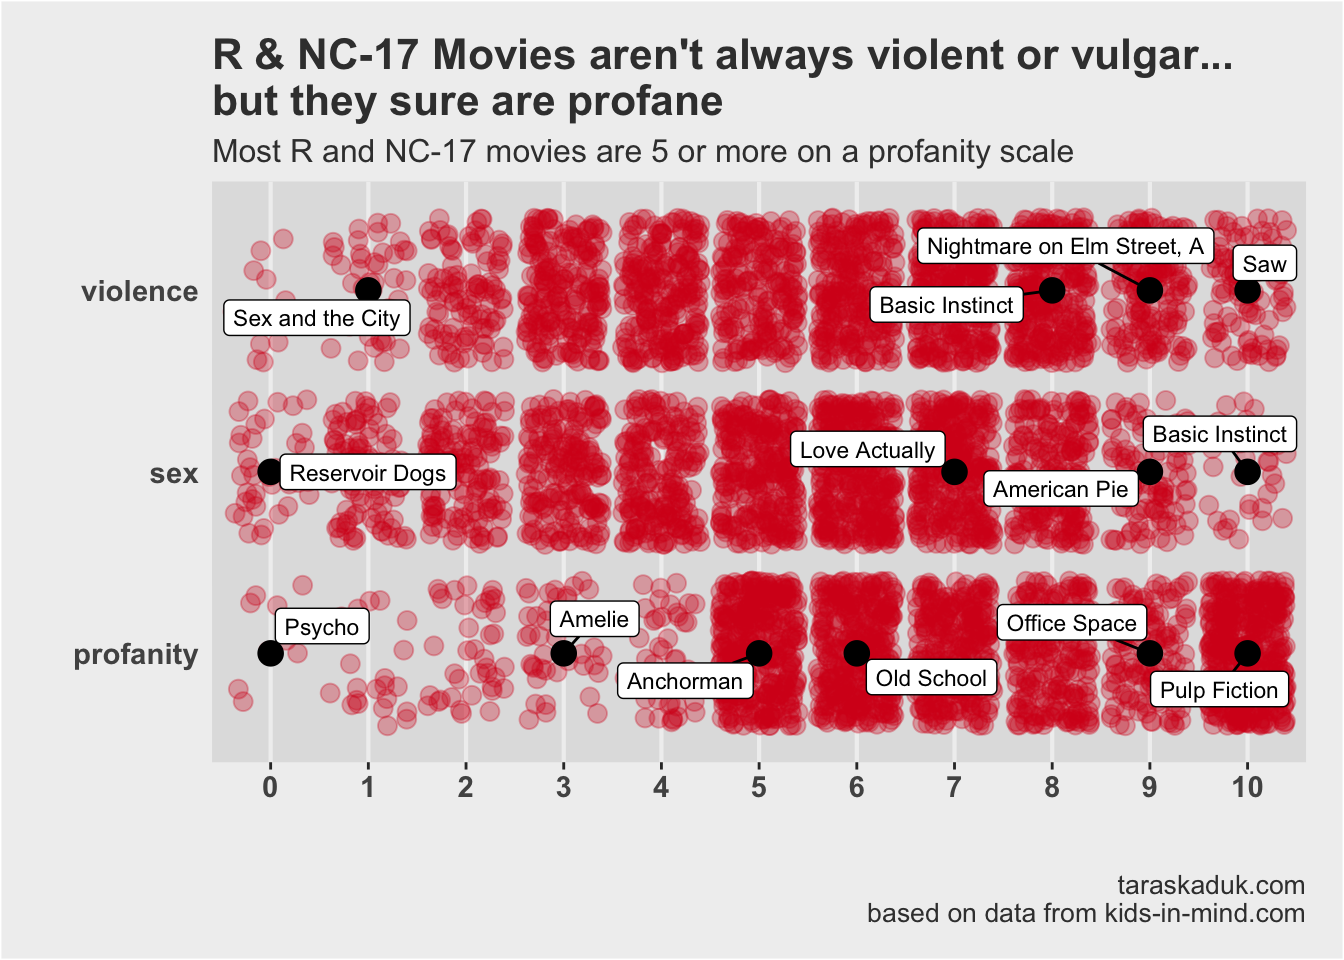 R & NC-17 Movies aren't always violent or vulgar...
but they sure are profane
Most R and NC-17 movies are 5 or more on a profanity scale
violence
Nightmare on Elm Street, A
Saw
Basic Instinct
Sex and the City
sex
Basic Instinct
Love Actually
Reservoir Dogs
American Pie
profanity
Psycho
Amelie
Office Space
Anchorman
Old School
Pulp Fiction
0 1 2 3 4 5 6 7 8 9 10
taraskaduk.com
based on data from kids-in-mind.com